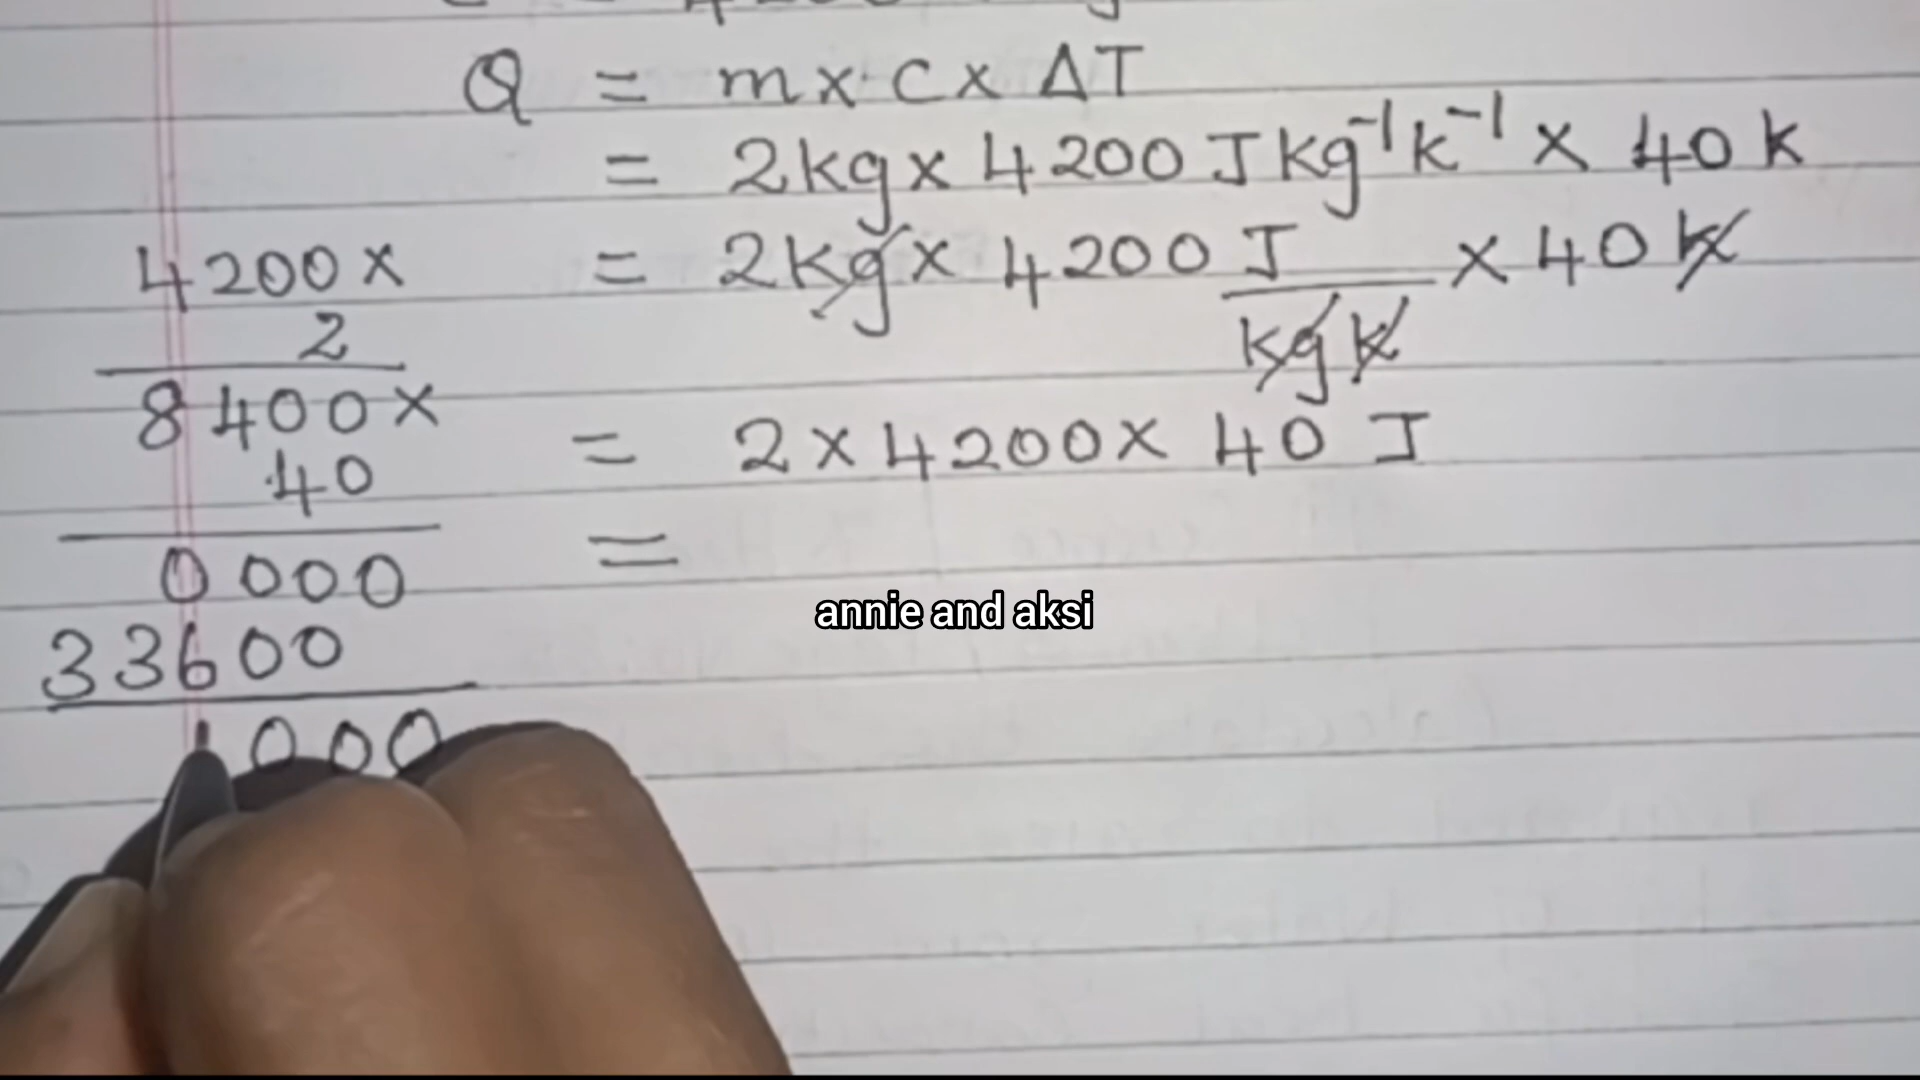 Q = m x c x ΔT
= 2kg x 4200 J kg⁻¹ k⁻¹ x 40 k
= 2kg x 4200 J / kg k x 40 k
= 2 x 4200 x 40 J
=
4200 x
2
8400 x
40
0000
33600
000
annie and aksi